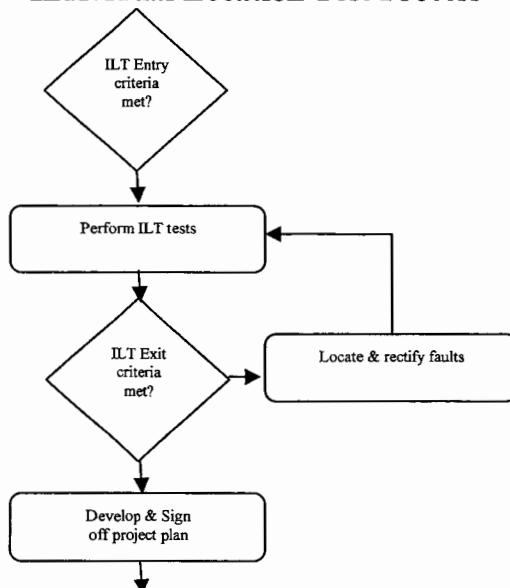 ILT Entry
criteria
met?
Perform ILT tests
ILT Exit
criteria
met?
Locate & rectify faults
Develop & Sign
off project plan